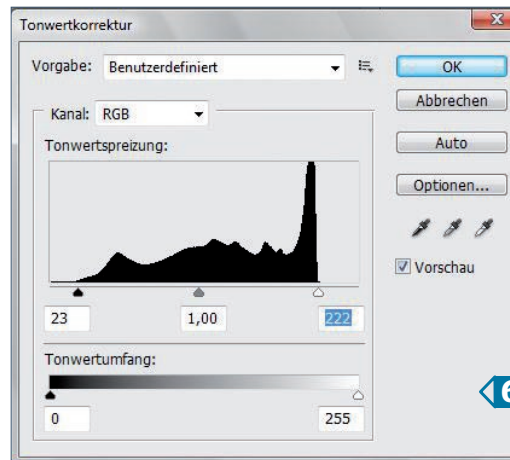 Tonwertkorrektur
Vorgabe: Benutzerdefiniert
OK
Abbrechen
Kanal: RGB
Auto
Tonwertspreizung:
Optionen...
Vorschau
23 1,00 222
Tonwertumfang:
6
0 255